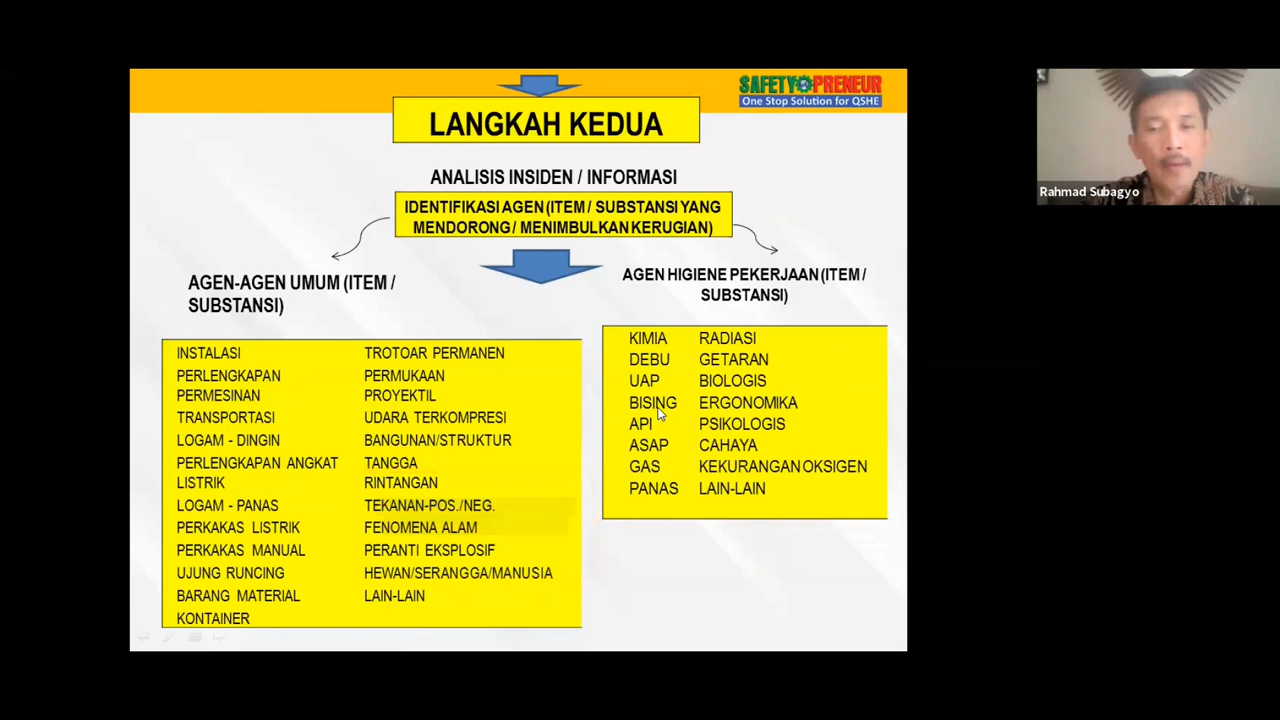 SAFETYPRENEUR
One Stop Solution for QSHE
LANGKAH KEDUA
ANALISIS INSIDEN / INFORMASI
IDENTIFIKASI AGEN (ITEM / SUBSTANSI YANG
MENDORONG / MENIMBULKAN KERUGIAN)
AGEN-AGEN UMUM (ITEM /
SUBSTANSI)
INSTALASI
PERLENGKAPAN
PERMESINAN
TRANSPORTASI
LOGAM - DINGIN
PERLENGKAPAN ANGKAT
LISTRIK
LOGAM - PANAS
PERKAKAS LISTRIK
PERKAKAS MANUAL
UJUNG RUNCING
BARANG MATERIAL
KONTAINER
TROTOAR PERMANEN
PERMUKAAN
PROYEKTIL
UDARA TERKOMPRESI
BANGUNAN/STRUKTUR
TANGGA
RINTANGAN
TEKANAN-POS./NEG.
FENOMENA ALAM
PERANTI EKSPLOSIF
HEWAN/SERANGGA/MANUSIA
LAIN-LAIN
AGEN HIGIENE PEKERJAAN (ITEM /
SUBSTANSI)
KIMIA
DEBU
UAP
BISING
API
ASAP
GAS
PANAS
RADIASI
GETARAN
BIOLOGIS
ERGONOMIKA
PSIKOLOGIS
CAHAYA
KEKURANGAN OKSIGEN
LAIN-LAIN
Rahmad Subagyo